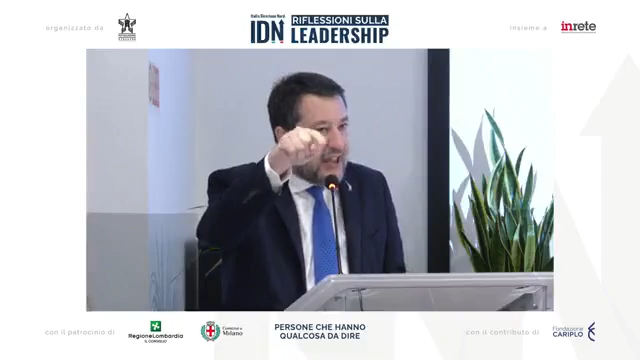 Italia Direzione Nord
IDN
RIFLESSIONI SULLA
LEADERSHIP
organizzato da
insieme a
inrete
con il patrocinio di
RegioneLombardia
IL CONSIGLIO
Comune di
Milano
PERSONE CHE HANNO
QUALCOSA DA DIRE
con il contributo di
Fondazione
CARIPLO